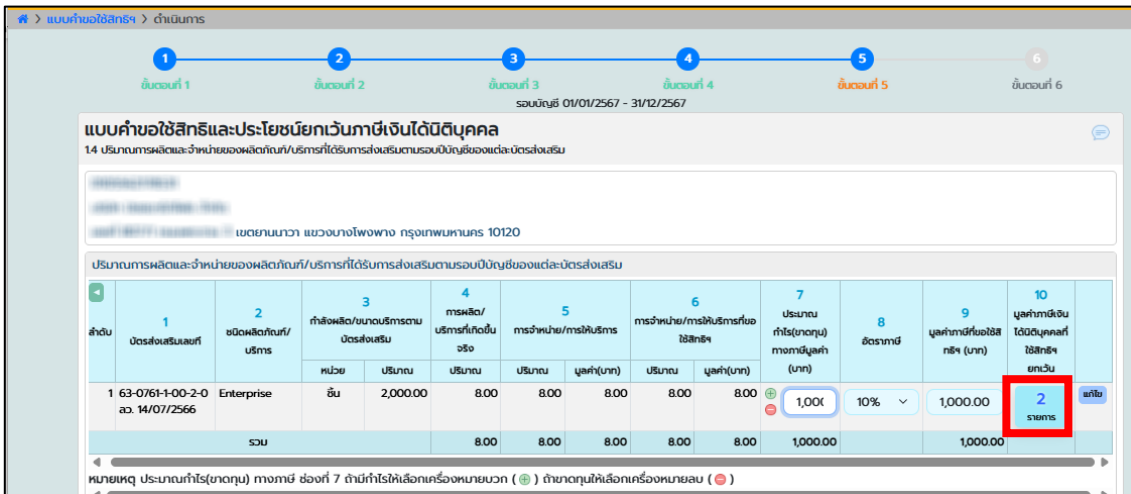 แบบคำขอใช้สิทธิฯ > ดำเนินการ
1 2 3 4 5 6
ขั้นตอนที่ 1 ขั้นตอนที่ 2 ขั้นตอนที่ 3 ขั้นตอนที่ 4 ขั้นตอนที่ 5 ขั้นตอนที่ 6
รอบบัญชี 01/01/2567 - 31/12/2567
แบบคำขอใช้สิทธิและประโยชน์ยกเว้นภาษีเงินได้นิติบุคคล
1.4 ปริมาณการผลิตและจำหน่ายของผลิตภัณฑ์/บริการที่ได้รับการส่งเสริมตามรอบปีบัญชีของแต่ละบัตรส่งเสริม
เขตยานนาวา แขวงบางโพงพาง กรุงเทพมหานคร 10120
ปริมาณการผลิตและจำหน่ายของผลิตภัณฑ์/บริการที่ได้รับการส่งเสริมตามรอบปีบัญชีของแต่ละบัตรส่งเสริม
ลำดับ
1
บัตรส่งเสริมเลขที่
2
ชนิดผลิตภัณฑ์/
บริการ
3
กำลังผลิต/ขนาดบริการตาม
บัตรส่งเสริม
4
การผลิต/
บริการที่เกิดขึ้น
จริง
5
การจำหน่าย/การให้บริการ
6
การจำหน่าย/การให้บริการที่ขอ
ใช้สิทธิฯ
7
ประมาณ
กำไร(ขาดทุน)
ทางภาษีมูลค่า
(บาท)
8
อัตราภาษี
9
มูลค่าภาษีที่ขอใช้สิ
ทธิฯ (บาท)
10
มูลค่าภาษีเงิน
ได้นิติบุคคลที่
ใช้สิทธิฯ
ยกเว้น
หน่วย ปริมาณ ปริมาณ ปริมาณ มูลค่า(บาท) ปริมาณ มูลค่า(บาท)
1 63-0761-1-00-2-0 Enterprise ชิ้น 2,000.00 8.00 8.00 8.00 8.00 8.00 1,00( 10% 1,000.00 2 แก้ไข
ลว. 14/07/2566 รายการ
รวม 8.00 8.00 8.00 8.00 8.00 1,000.00 1,000.00
หมายเหตุ ประมาณกำไร(ขาดทุน) ทางภาษี ช่องที่ 7 ถ้ามีกำไรให้เลือกเครื่องหมายบวก ( ) ถ้าขาดทุนให้เลือกเครื่องหมายลบ ( )